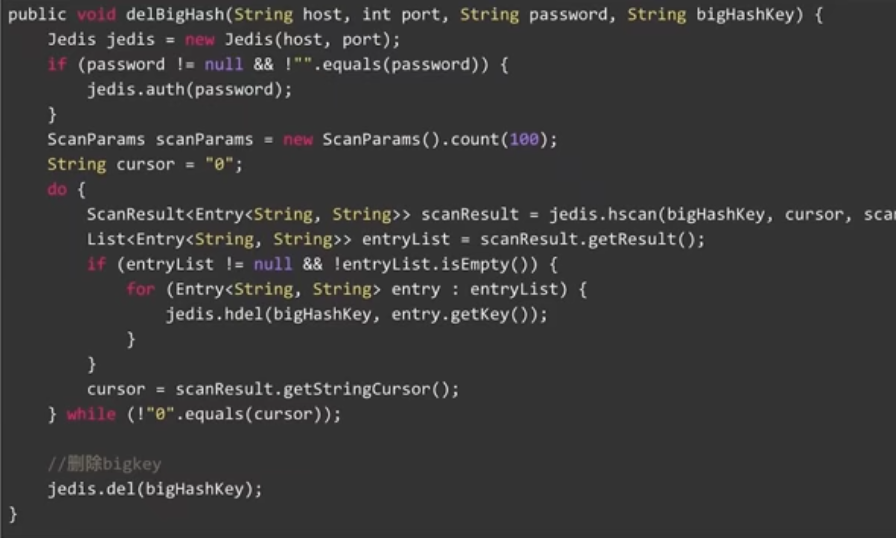 public void delBigHash(String host, int port, String password, String bigHashKey) {
    Jedis jedis = new Jedis(host, port);
    if (password != null && !"".equals(password)) {
        jedis.auth(password);
    }
    ScanParams scanParams = new ScanParams().count(100);
    String cursor = "0";
    do {
        ScanResult<Entry<String, String>> scanResult = jedis.hscan(bigHashKey, cursor, sca
        List<Entry<String, String>> entryList = scanResult.getResult();
        if (entryList != null && !entryList.isEmpty()) {
            for (Entry<String, String> entry : entryList) {
                jedis.hdel(bigHashKey, entry.getKey());
            }
        }
        cursor = scanResult.getStringCursor();
    } while (!"0".equals(cursor));
    //删除bigkey
    jedis.del(bigHashKey);
}